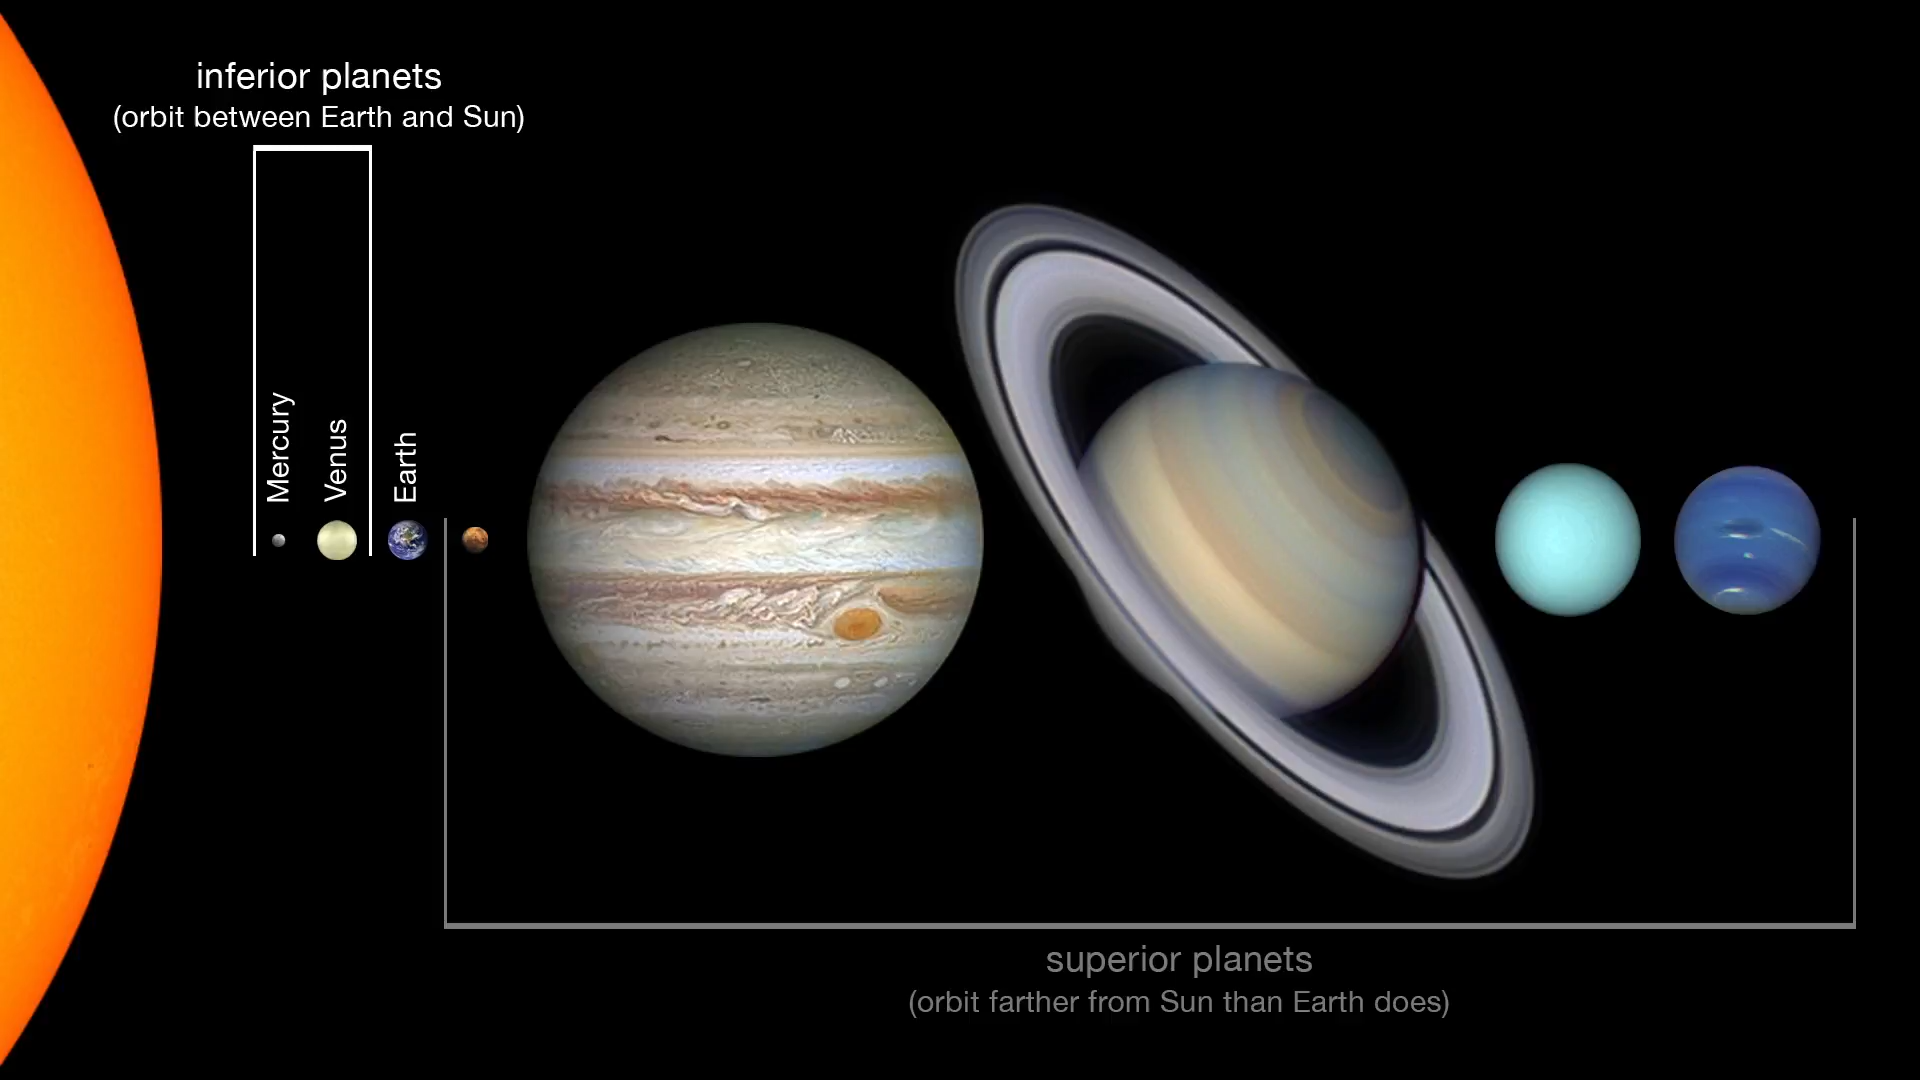 inferior planets
(orbit between Earth and Sun)
Mercury
Venus
Earth
superior planets
(orbit farther from Sun than Earth does)